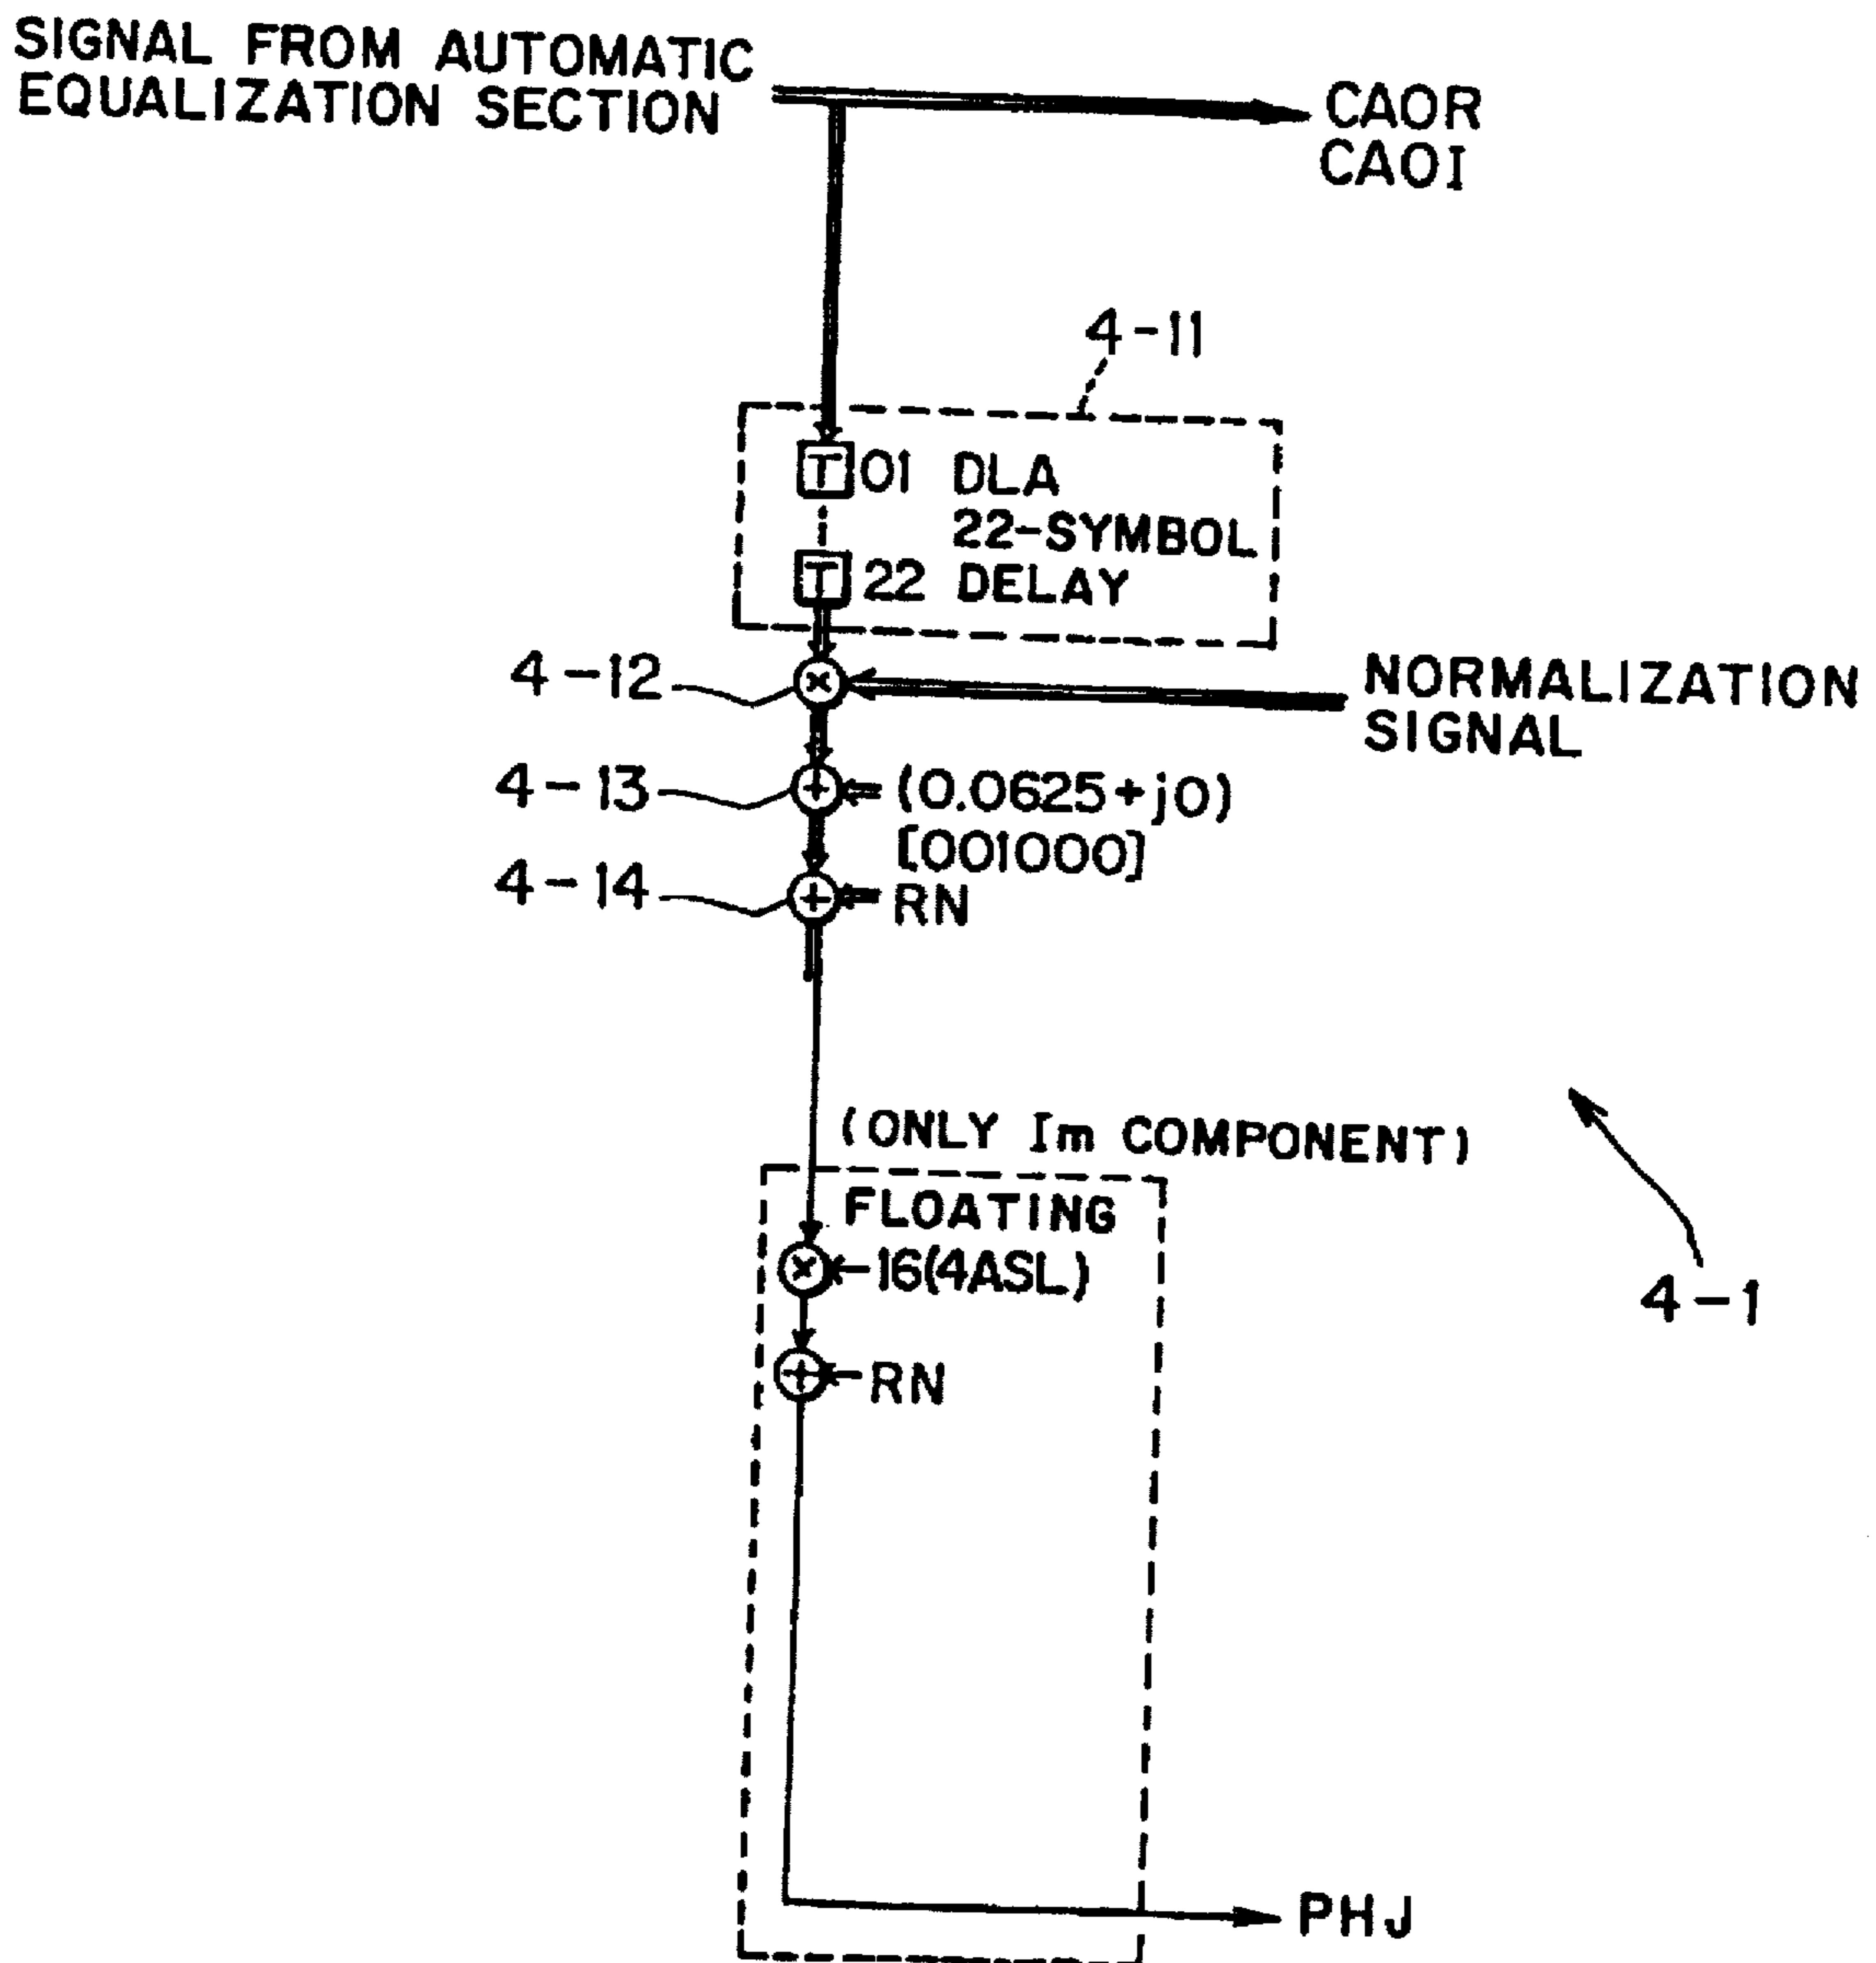 SIGNAL FROM AUTOMATIC
EQUALIZATION SECTION
CAOR
CAOI
4-11
T 01 DLA
22-SYMBOL
T 22 DELAY
4-12
×
NORMALIZATION
SIGNAL
4-13
+
(0.0625+j0)
[001000]
4-14
+
RN
(ONLY Im COMPONENT)
FLOATING
×
16(4ASL)
4-1
+
RN
PHJ